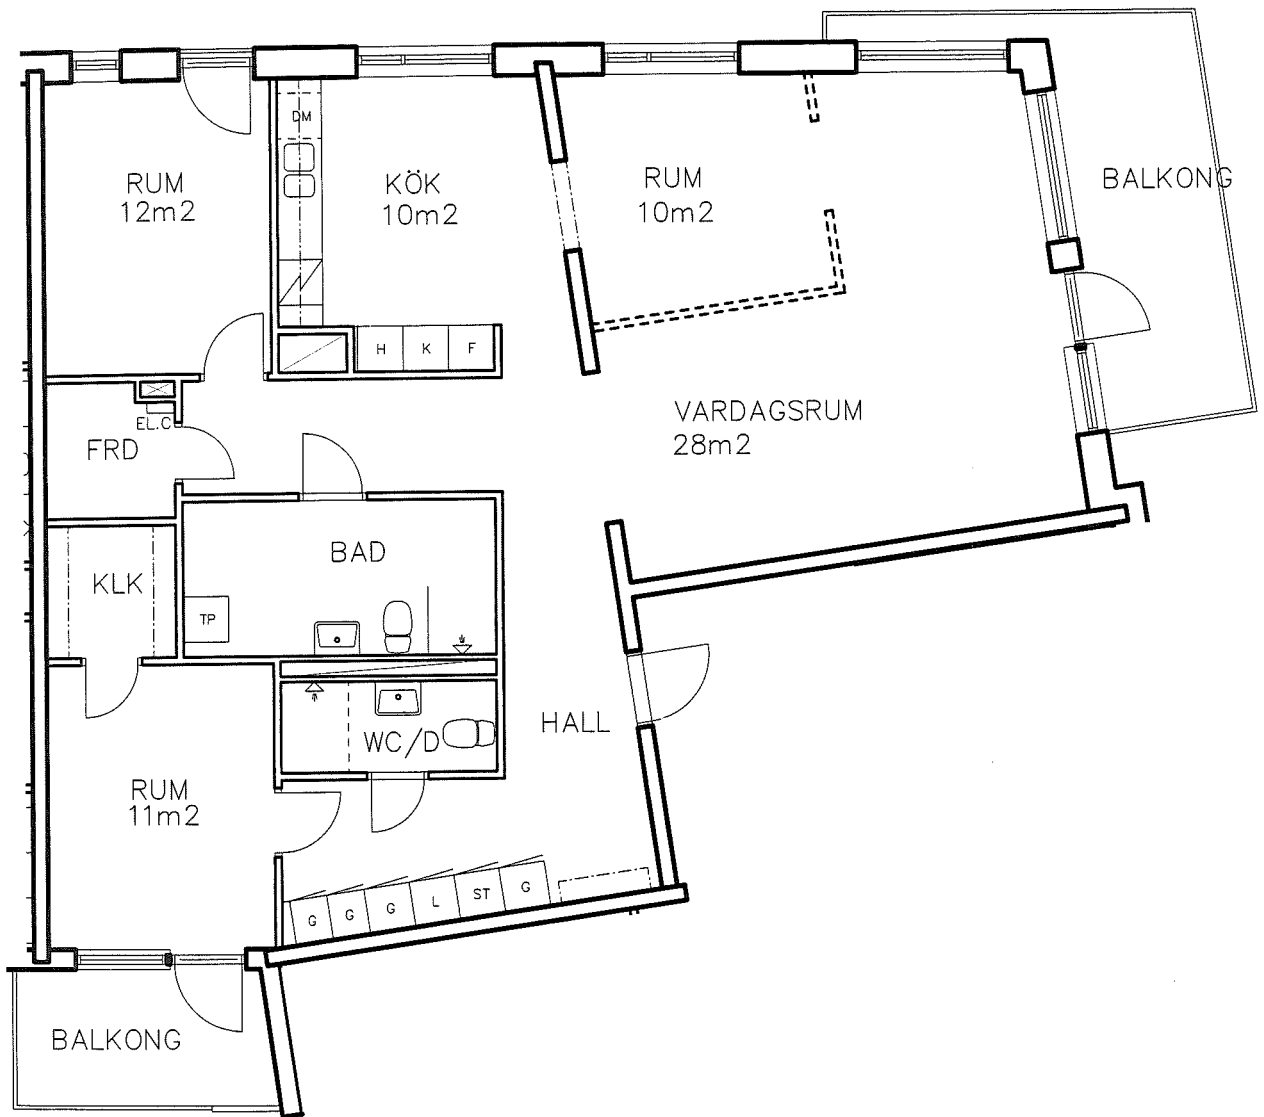 DM
RUM
12m2
KÖK
10m2
RUM
10m2
BALKONG
H K F
VARDAGSRUM
28m2
EL.C
FRD
BAD
KLK
TP
HALL
WC/D
RUM
11m2
G G G L ST G
BALKONG